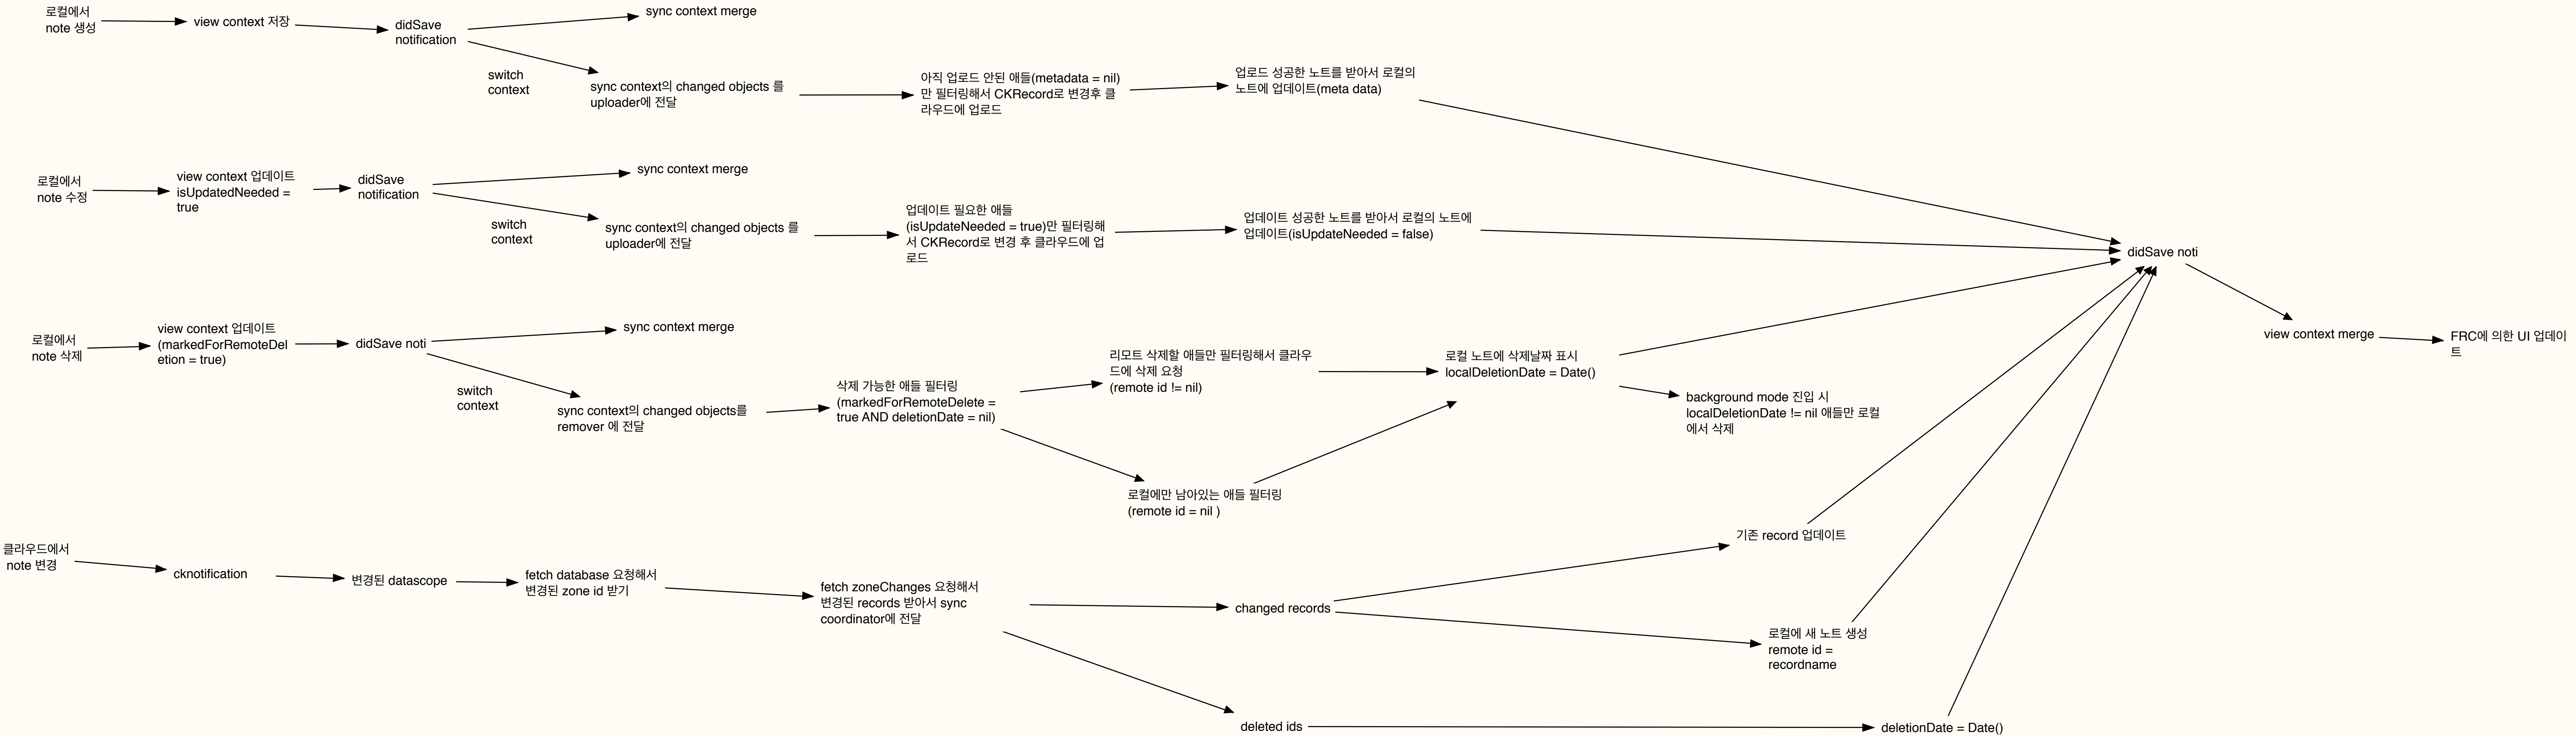 로컬에서
note 생성
view context 저장
didSave
notification
sync context merge
switch
context
sync context의 changed objects 를
uploader에 전달
아직 업로드 안된 애들(metadata = nil)
만 필터링해서 CKRecord로 변경후 클
라우드에 업로드
업로드 성공한 노트를 받아서 로컬의
노트에 업데이트(meta data)
로컬에서
note 수정
view context 업데이트
isUpdatedNeeded =
true
didSave
notification
sync context merge
switch
context
sync context의 changed objects 를
uploader에 전달
업데이트 필요한 애들
(isUpdateNeeded = true)만 필터링해
서 CKRecord로 변경 후 클라우드에 업
로드
업데이트 성공한 노트를 받아서 로컬의 노트에
업데이트(isUpdateNeeded = false)
didSave noti
view context merge
FRC에 의한 UI 업데이
트
로컬에서
note 삭제
view context 업데이트
(markedForRemoteDel
etion = true)
didSave noti
sync context merge
switch
context
sync context의 changed objects를
remover 에 전달
삭제 가능한 애들 필터링
(markedForRemoteDelete =
true AND deletionDate = nil)
리모트 삭제할 애들만 필터링해서 클라우
드에 삭제 요청
(remote id != nil)
로컬 노트에 삭제날짜 표시
localDeletionDate = Date()
background mode 진입 시
localDeletionDate != nil 애들만 로컬
에서 삭제
로컬에만 남아있는 애들 필터링
(remote id = nil )
클라우드에서
note 변경
cknotification
변경된 datascope
fetch database 요청해서
변경된 zone id 받기
fetch zoneChanges 요청해서
변경된 records 받아서 sync
coordinator에 전달
changed records
기존 record 업데이트
로컬에 새 노트 생성
remote id =
recordname
deleted ids
deletionDate = Date()